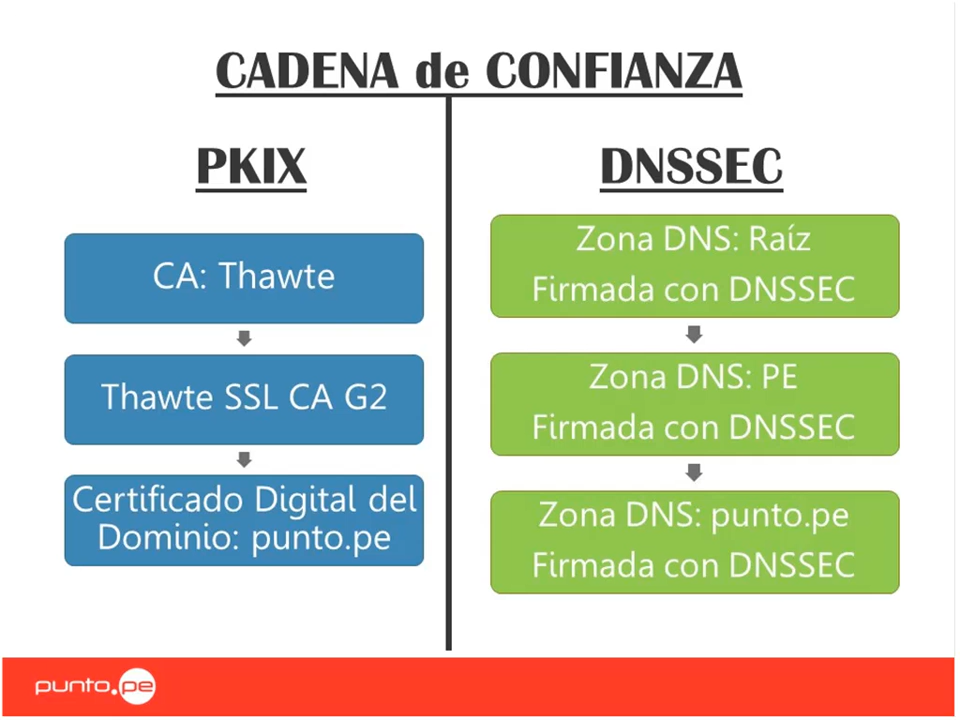 CADENA de CONFIANZA
PKIX
CA: Thawte
Thawte SSL CA G2
Certificado Digital del
Dominio: punto.pe
DNSSEC
Zona DNS: Raíz
Firmada con DNSSEC
Zona DNS: PE
Firmada con DNSSEC
Zona DNS: punto.pe
Firmada con DNSSEC
punto.pe